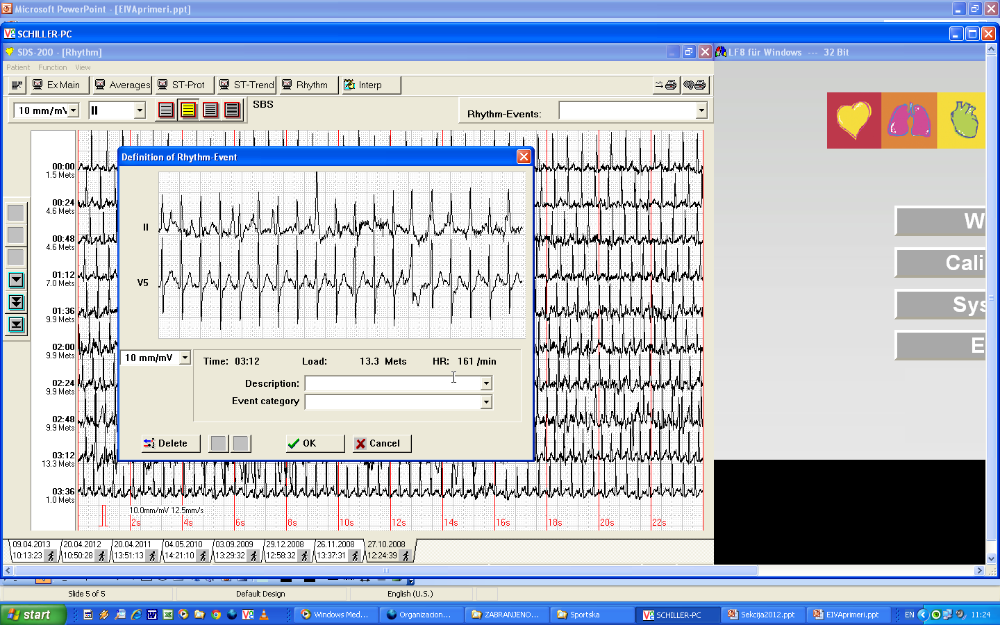 Microsoft PowerPoint - [EIVAprimeri.ppt]
SCHILLER-PC
SDS-200 - [Rhythm]
LF8 für Windows --- 32 Bit
Patient Function View
Ex Main Averages ST-Prot ST-Trend Rhythm Interp
10 mm/m\ II SBS Rhythm-Events:
00:00
1.5 Mets
00:24
4.6 Mets
00:48
4.6 Mets
01:12
7.0 Mets
01:36
9.9 Mets
02:00
9.9 Mets
02:24
9.9 Mets
02:48
9.9 Mets
03:12
13.3 Mets
03:36
1.0 Mets
Definition of Rhythm-Event
II
V5
10 mm/mV
Time: 03:12 Load: 13.3 Mets HR: 161 /min
Description:
Event category
Delete OK Cancel
W
Cali
Sys
E
10.0mm/mV 12.5mm/s
2s 4s 6s 8s 10s 12s 14s 16s 18s 20s 22s
09.04.2013 20.04.2012 20.04.2011 04.05.2010 03.09.2009 29.12.2008 26.11.2008 27.10.2008
10:13:23 10:50:28 13:51:13 14:21:10 13:29:32 12:58:32 13:37:31 12:24:39
Slide 5 of 5 Default Design English (U.S.)
start Windows Med... Organizacion... ZABRANJENO... Sportska SCHILLER-PC Sekcija2012.ppt EIVAprimeri.ppt EN 11:24